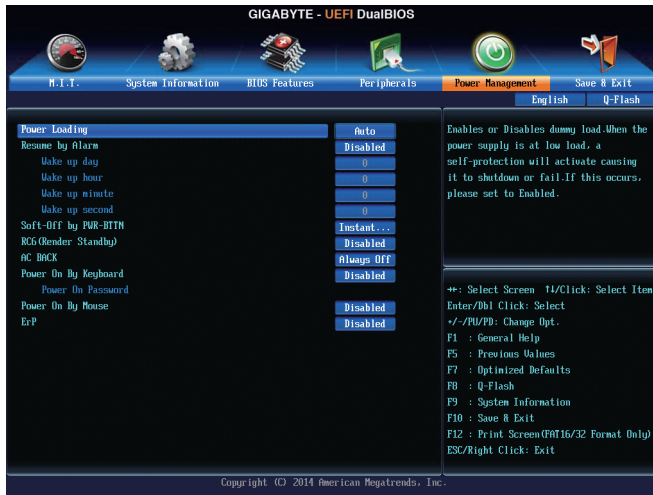 GIGABYTE - UEFI DualBIOS
M.I.T. System Information BIOS Features Peripherals Power Management Save & Exit
English Q-Flash
Power Loading Auto
Resume by Alarm Disabled
Wake up day 0
Wake up hour 0
Wake up minute 0
Wake up second 0
Soft-Off by PWR-BTTN Instant...
RC6(Render Standby) Disabled
AC BACK Always Off
Power On By Keyboard Disabled
Power On Password
Power On By Mouse Disabled
ErP Disabled
Enables or Disables dummy load.When the
power supply is at low load, a
self-protection will activate causing
it to shutdown or fail.If this occurs,
please set to Enabled.
→←: Select Screen ↑↓/Click: Select Item
Enter/Dbl Click: Select
+/-/PU/PD: Change Opt.
F1 : General Help
F5 : Previous Values
F7 : Optimized Defaults
F8 : Q-Flash
F9 : System Information
F10 : Save & Exit
F12 : Print Screen(FAT16/32 Format Only)
ESC/Right Click: Exit
Copyright (C) 2014 American Megatrends, Inc.